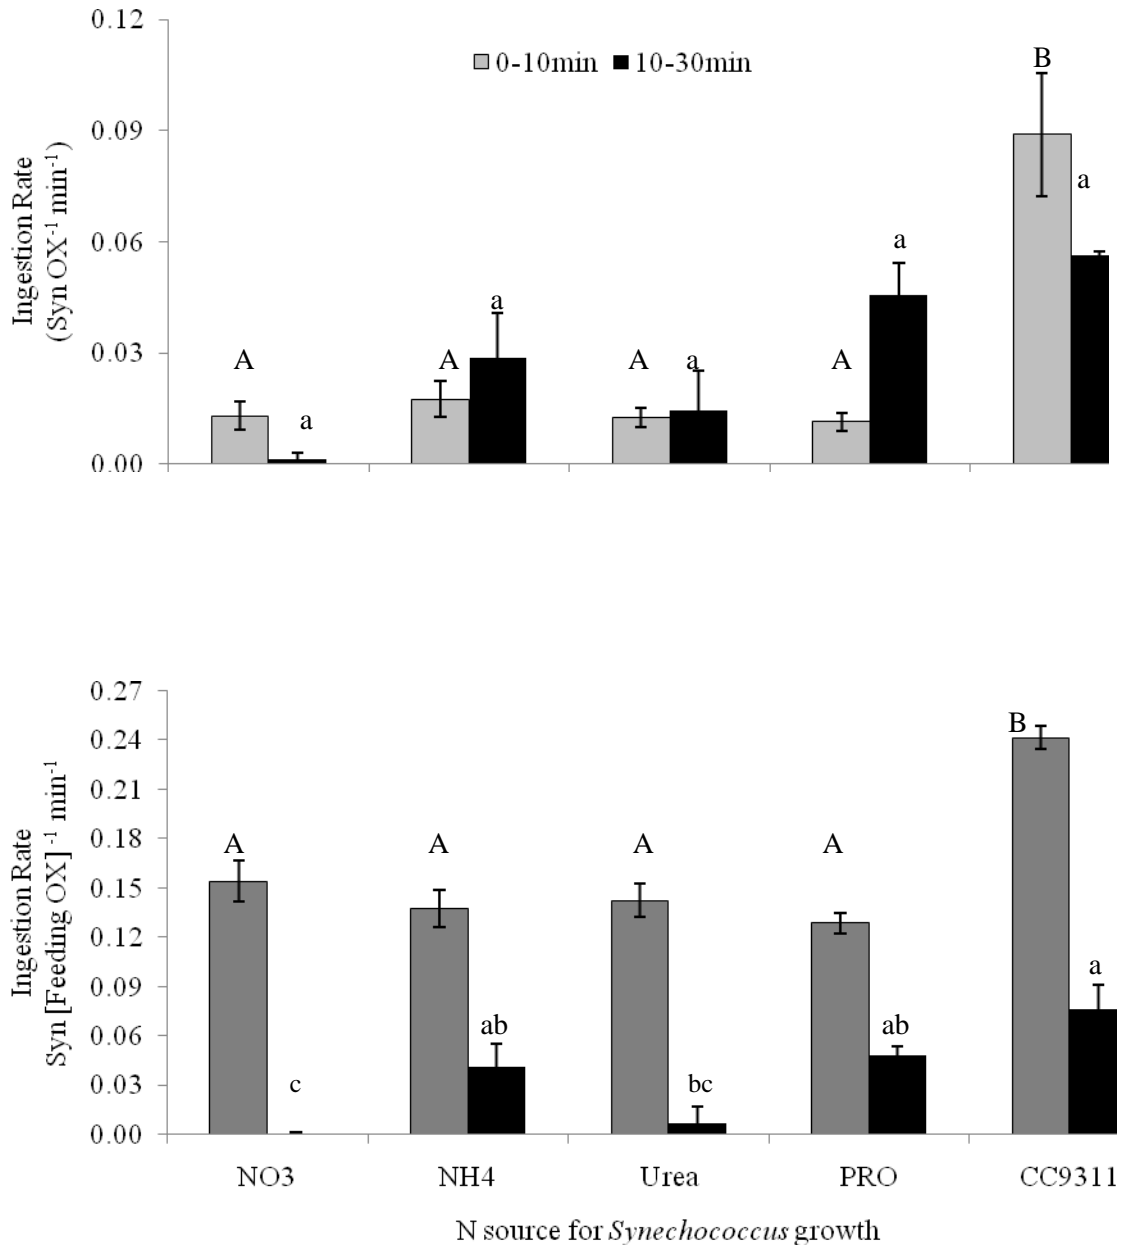 0.12
0-10min 10-30min
B
0.09
a
0.06
a
a
0.03
A A A a A
a
0.00
Ingestion Rate
(Syn OX-1 min-1)
0.27
B
0.24
0.21
0.18
A A A A
0.15
0.12
0.09
a
0.06
ab ab
0.03
c bc
0.00
Ingestion Rate
Syn [Feeding OX] -1 min-1
NO3 NH4 Urea PRO CC9311
N source for Synechococcus growth